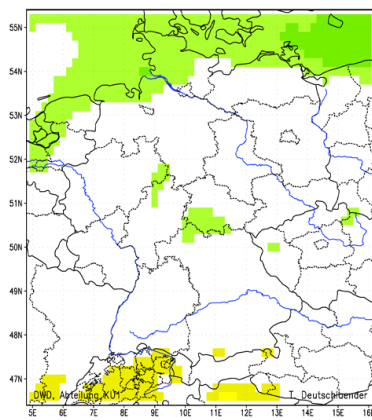 55N
54N
53N
52N
51N
50N
49N
48N
47N
DWD, Abteilung KU1
T. Deutschlaender
5E 6E 7E 8E 9E 10E 11E 12E 13E 14E 15E 16E